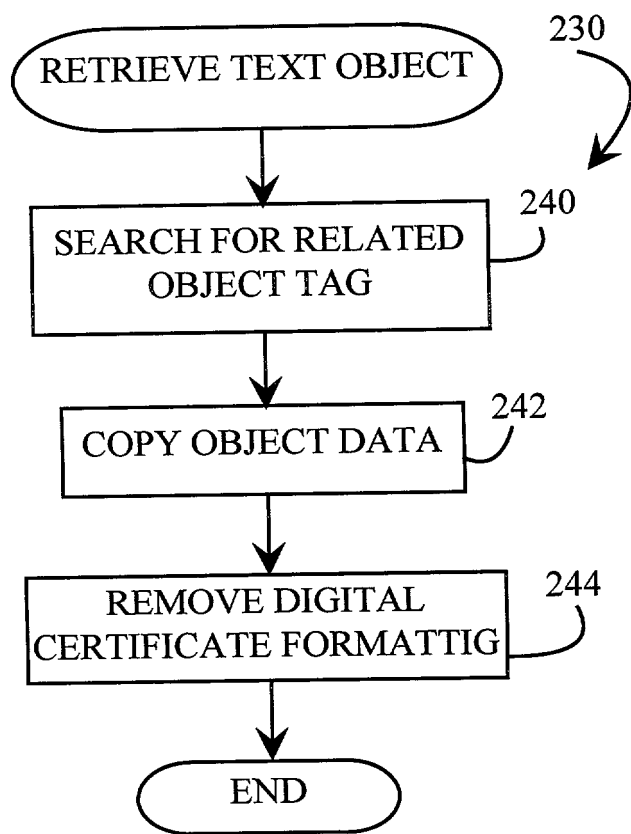 230
RETRIEVE TEXT OBJECT
240
SEARCH FOR RELATED
OBJECT TAG
242
COPY OBJECT DATA
244
REMOVE DIGITAL
CERTIFICATE FORMATTIG
END